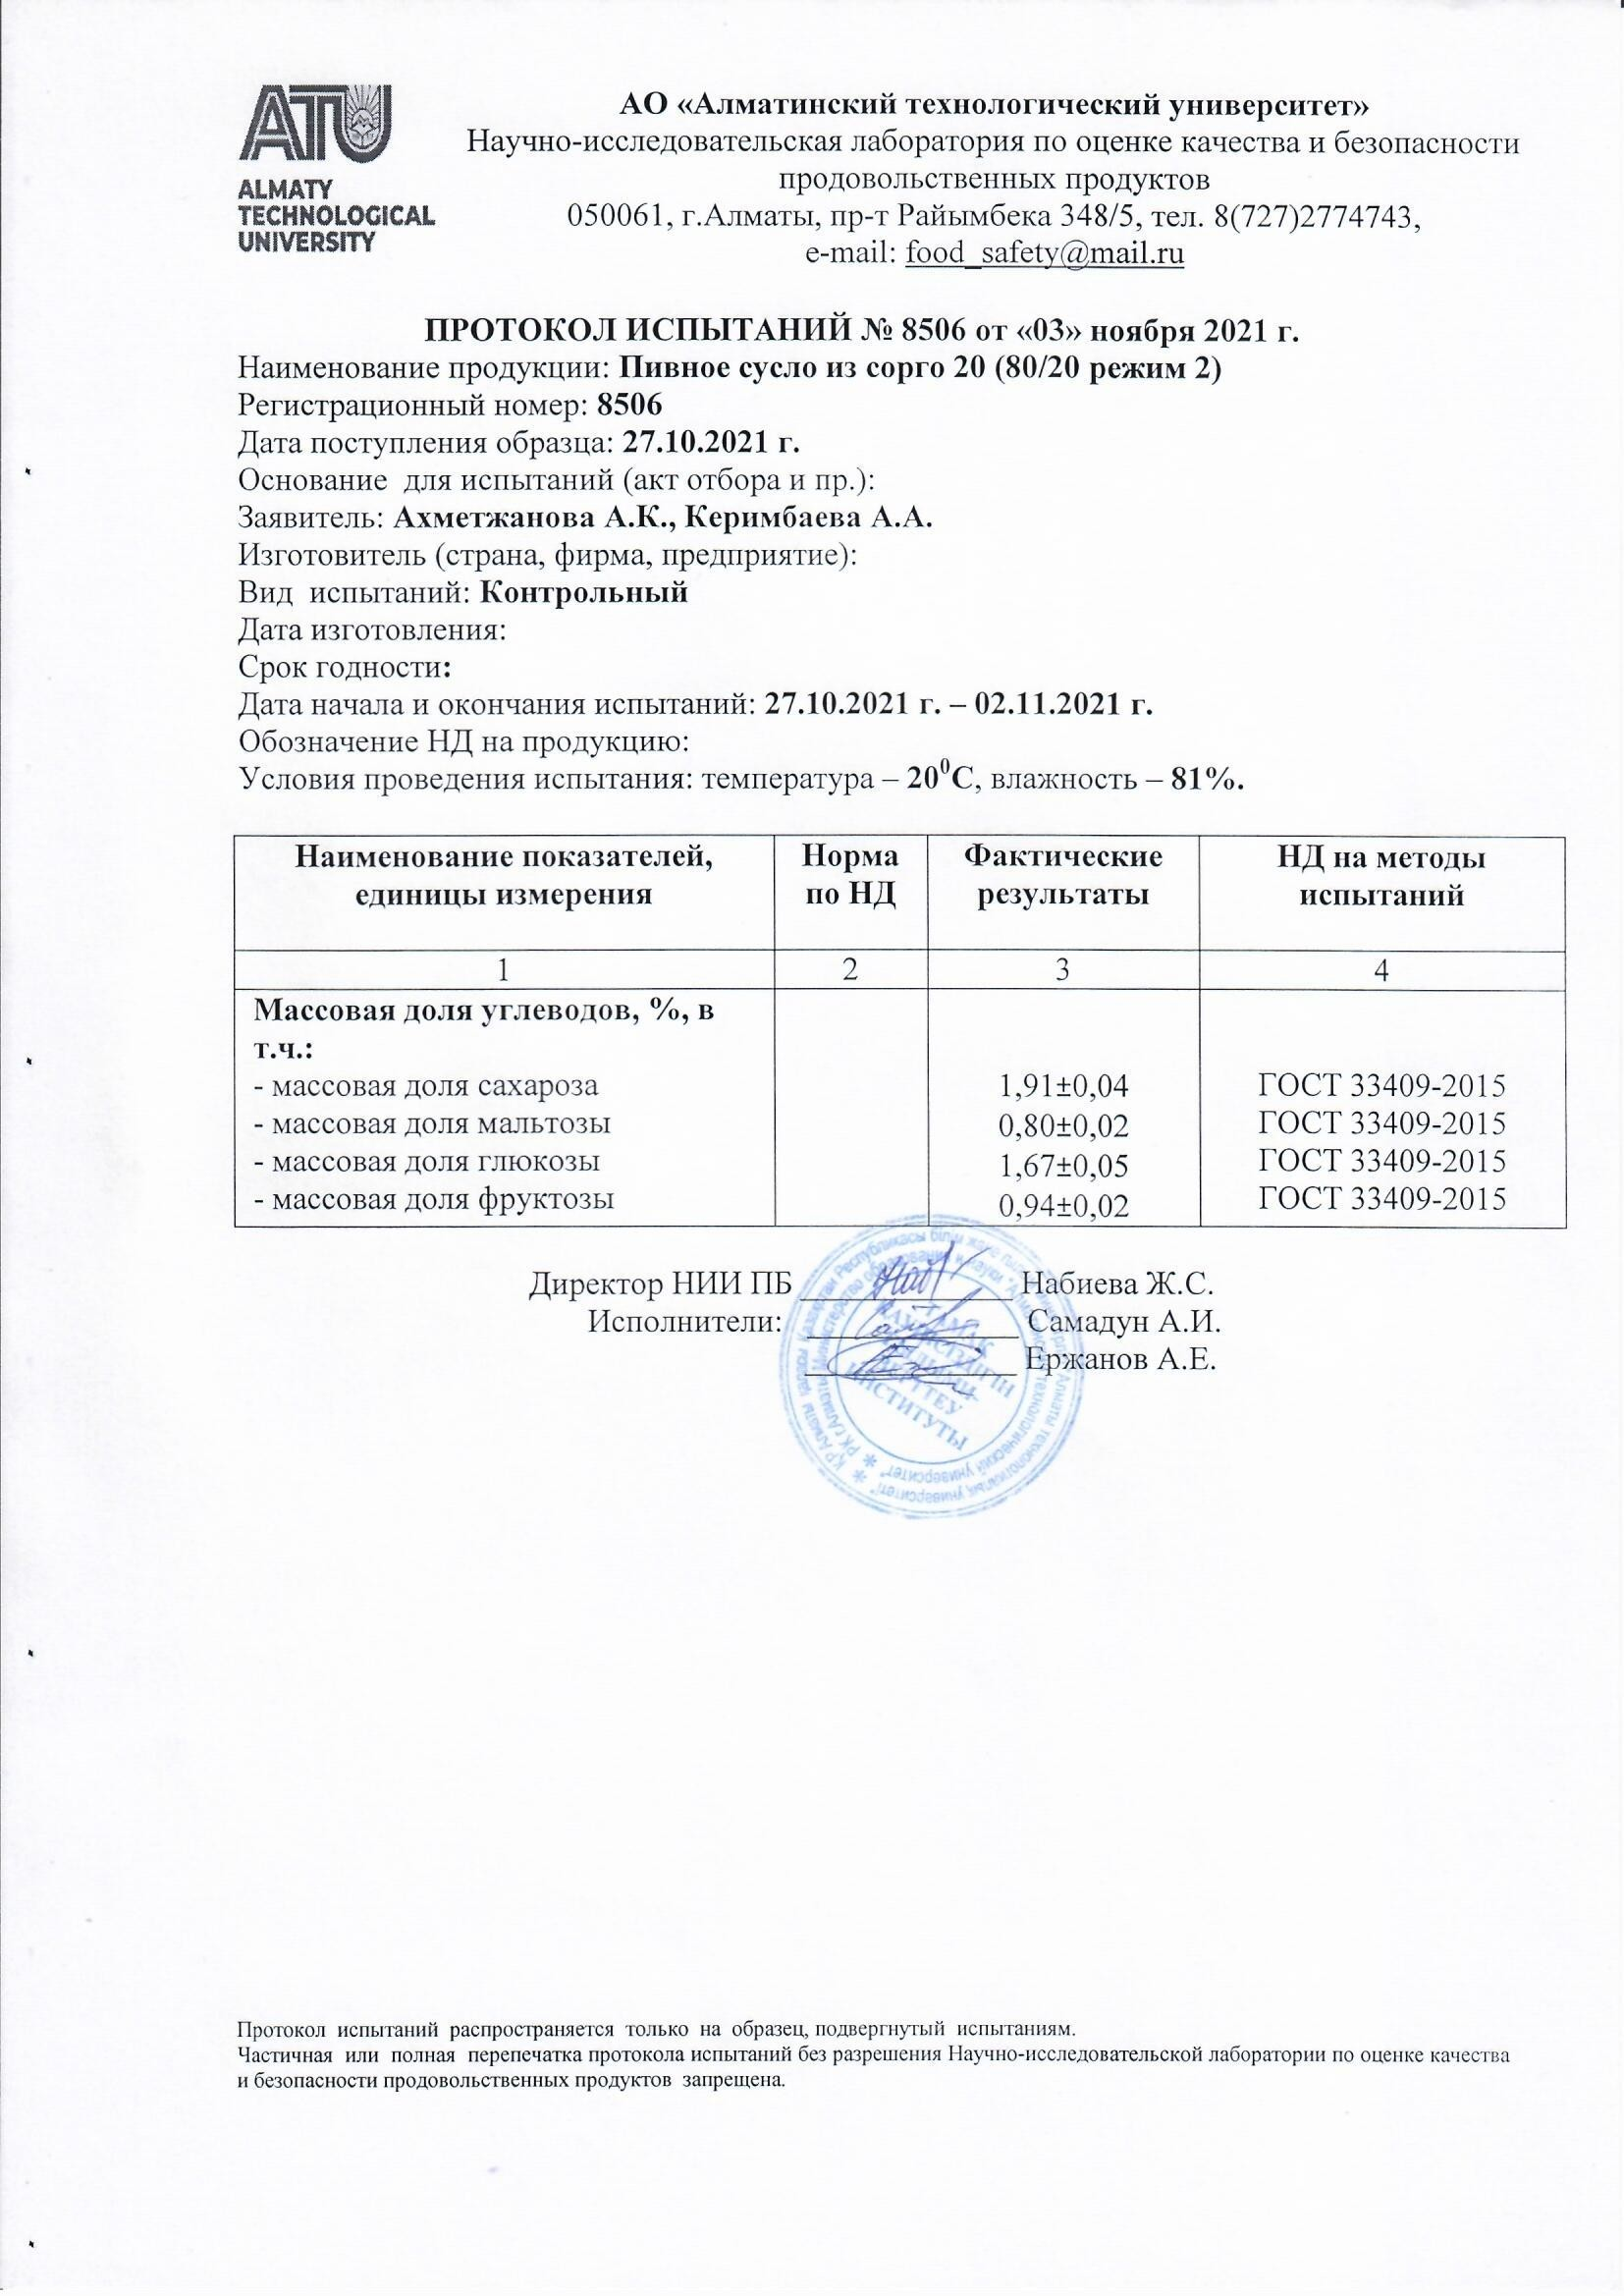 ATU
ALMATY
TECHNOLOGICAL
UNIVERSITY
АО «Алматинский технологический университет»
Научно-исследовательская лаборатория по оценке качества и безопасности
продовольственных продуктов
050061, г.Алматы, пр-т Райымбека 348/5, тел. 8(727)2774743,
e-mail: food_safety@mail.ru
ПРОТОКОЛ ИСПЫТАНИЙ № 8506 от «03» ноября 2021 г.
Наименование продукции: Пивное сусло из сорго 20 (80/20 режим 2)
Регистрационный номер: 8506
Дата поступления образца: 27.10.2021 г.
Основание для испытаний (акт отбора и пр.):
Заявитель: Ахметжанова А.К., Керимбаева А.А.
Изготовитель (страна, фирма, предприятие):
Вид испытаний: Контрольный
Дата изготовления:
Срок годности:
Дата начала и окончания испытаний: 27.10.2021 г. – 02.11.2021 г.
Обозначение НД на продукцию:
Условия проведения испытания: температура – 20⁰С, влажность – 81%.
Наименование показателей, единицы измерения | Норма по НД | Фактические результаты | НД на методы испытаний
1 | 2 | 3 | 4
Массовая доля углеводов, %, в
т.ч.:
- массовая доля сахароза 1,91±0,04 ГОСТ 33409-2015
- массовая доля мальтозы 0,80±0,02 ГОСТ 33409-2015
- массовая доля глюкозы 1,67±0,05 ГОСТ 33409-2015
- массовая доля фруктозы 0,94±0,02 ГОСТ 33409-2015
Директор НИИ ПБ Набиева Ж.С.
Исполнители: Самадун А.И.
Ержанов А.Е.
ИНСТИТУТЫ
Протокол испытаний распространяется только на образец, подвергнутый испытаниям.
Частичная или полная перепечатка протокола испытаний без разрешения Научно-исследовательской лаборатории по оценке качества
и безопасности продовольственных продуктов запрещена.